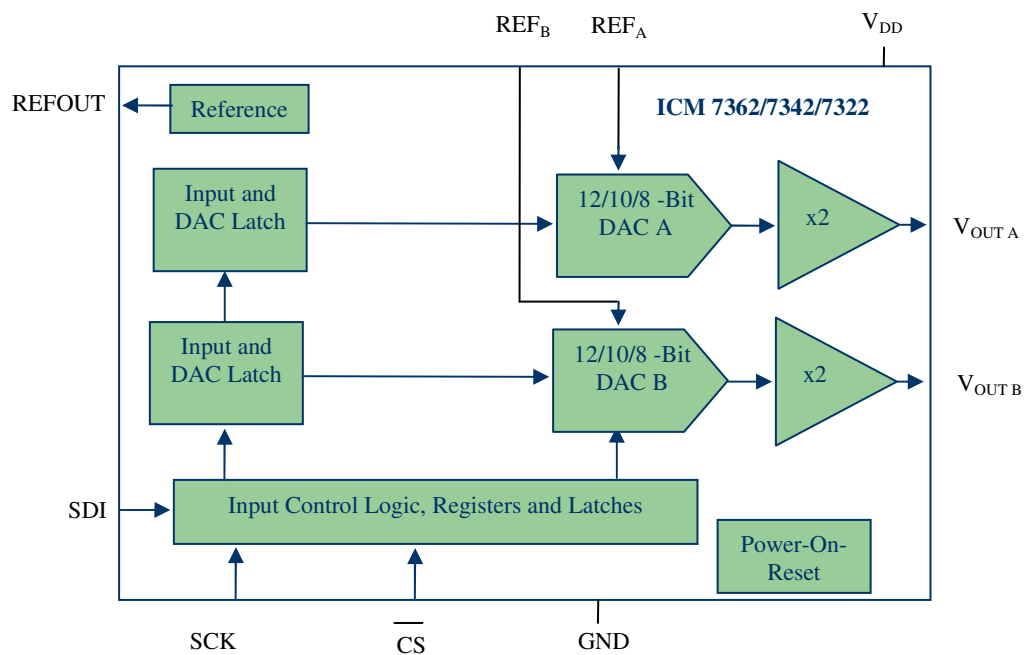 REF_B REF_A V_DD
REFOUT
Reference
ICM 7362/7342/7322
Input and
DAC Latch
12/10/8 -Bit
DAC A
x2
V_OUT A
Input and
DAC Latch
12/10/8 -Bit
DAC B
x2
V_OUT B
SDI
Input Control Logic, Registers and Latches
Power-On-
Reset
SCK C̅S̅ GND